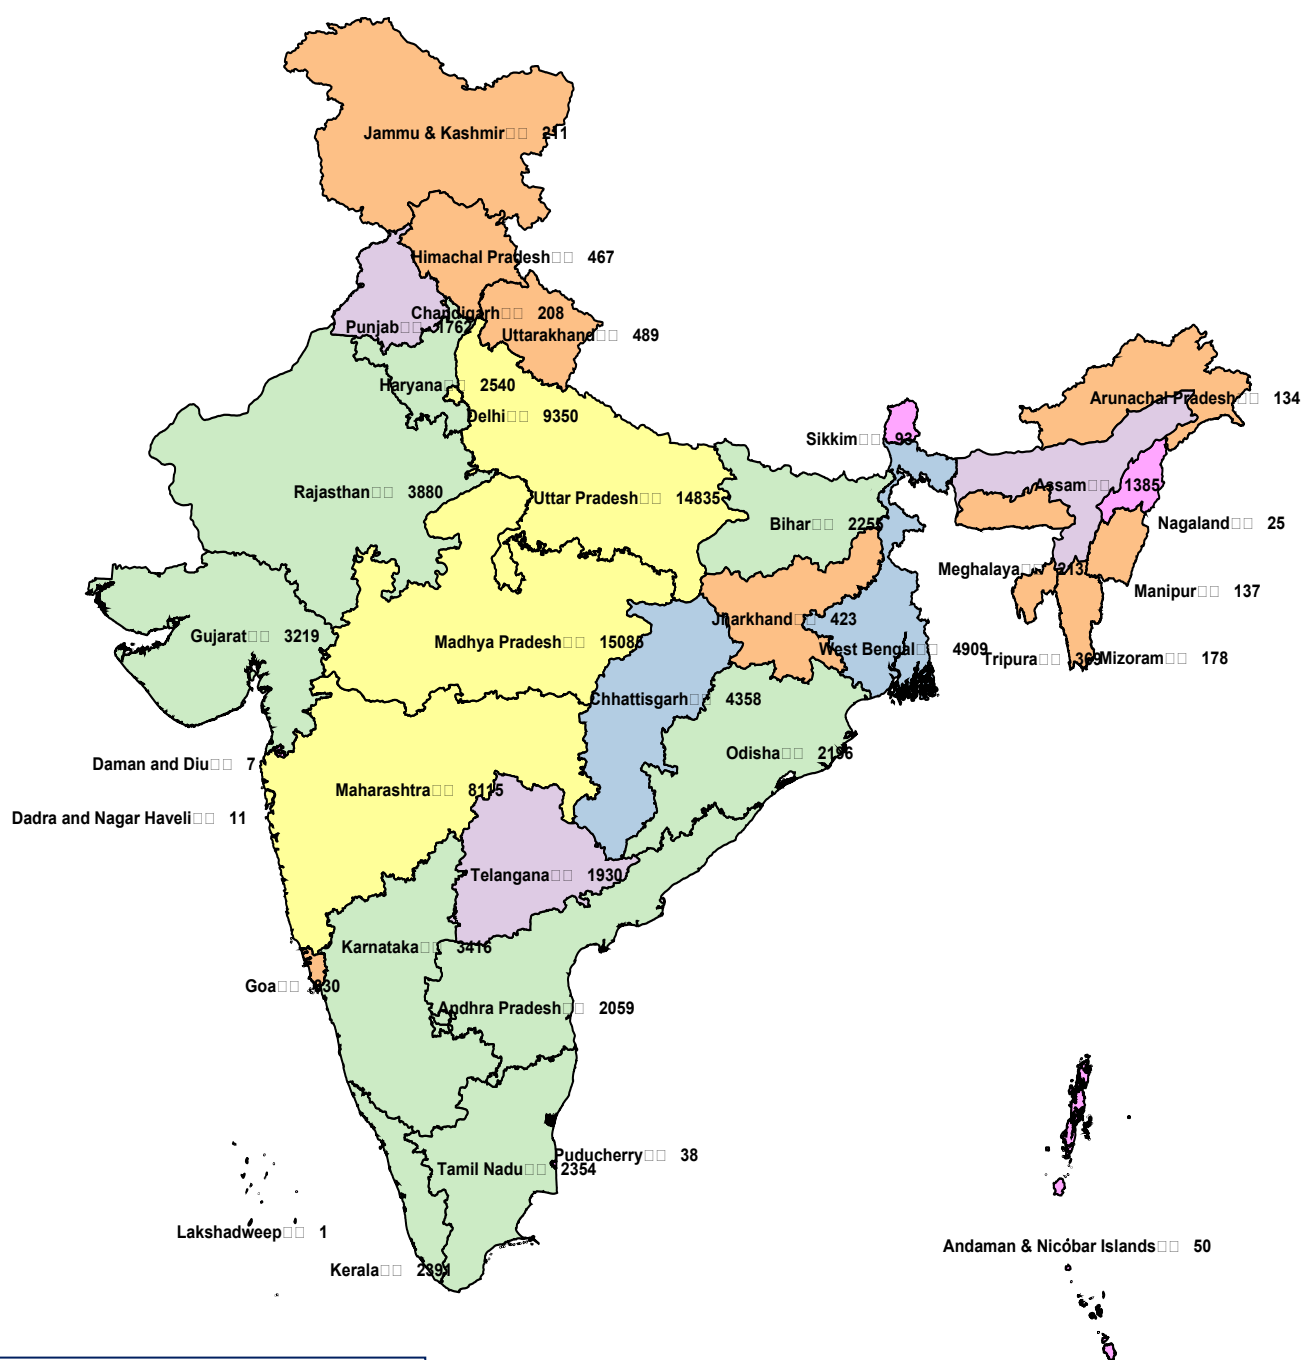 Jammu & Kashmir□□ 211
Himachal Pradesh□□ 467
Chandigarh□□ 208
Punjab□□ 1762
Uttarakhand□□ 489
Haryana□□ 2540
Arunachal Pradesh□□ 134
Delhi□□ 9350
Sikkim□□ 93
Assam□□ 1385
Rajasthan□□ 3880
Uttar Pradesh□□ 14835
Bihar□□ 2255
Nagaland□□ 25
Meghalaya□□ 213
Manipur□□ 137
Jharkhand□□ 423
Gujarat□□ 3219
Madhya Pradesh□□ 15085
West Bengal□□ 4909
Tripura□□ 369
Mizoram□□ 178
Chhattisgarh□□ 4358
Odisha□□ 2196
Daman and Diu□□ 7
Maharashtra□□ 8115
Dadra and Nagar Haveli□□ 11
Telangana□□ 1930
Karnataka□□ 3416
Goa□□ 330
Andhra Pradesh□□ 2059
Puducherry□□ 38
Tamil Nadu□□ 2354
Lakshadweep□□ 1
Andaman & Nicobar Islands□□ 50
Kerala□□ 2391